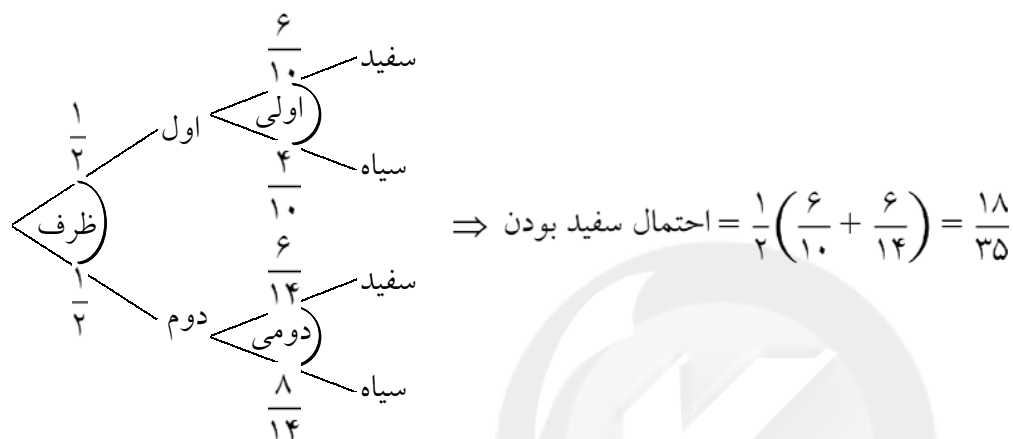 ۶/۱۰ سفید
۱/۲ اول اولی
۴/۱۰ سیاه
ظرف ⇒ احتمال سفید بودن = ۱/۲(۶/۱۰ + ۶/۱۴) = ۱۸/۳۵
۶/۱۴ سفید
۱/۲ دوم دومی
۸/۱۴ سیاه